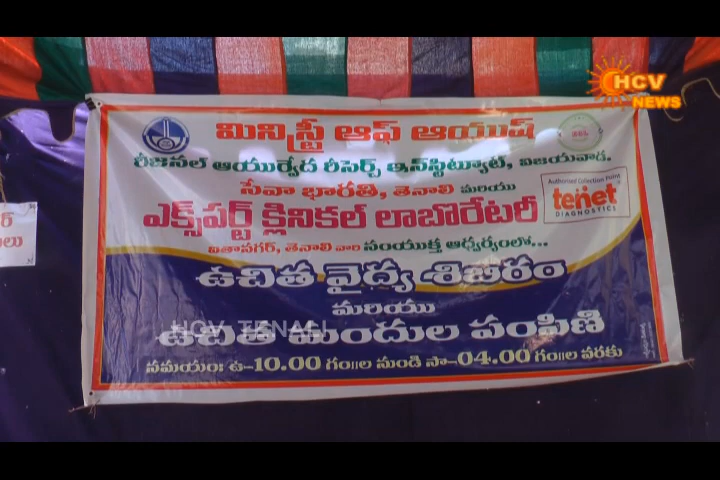 HCV
NEWS
మినిస్ట్రీ ఆఫ్ ఆయుష్
రీజినల్ ఆయుర్వేద రీసెర్చ్ ఇన్‌స్టిట్యూట్, విజయవాడ.
సేవా భారతి, తెనాలి మరియు
ఎక్స్‌పర్ట్ క్లినికల్ లాబొరేటరీ
Authorised Collection Point
tenet
DIAGNOSTICS
చినాపనగర్, తెనాలి వారి సంయుక్త ఆధ్వర్యంలో...
ఉచిత వైద్య శిబిరం
మరియు
ఉచిత మందుల పంపిణి
HCV TENALI
సమయం: ఉ-10.00 గం॥ల నుండి సా-04.00 గం॥ల వరకు
లు